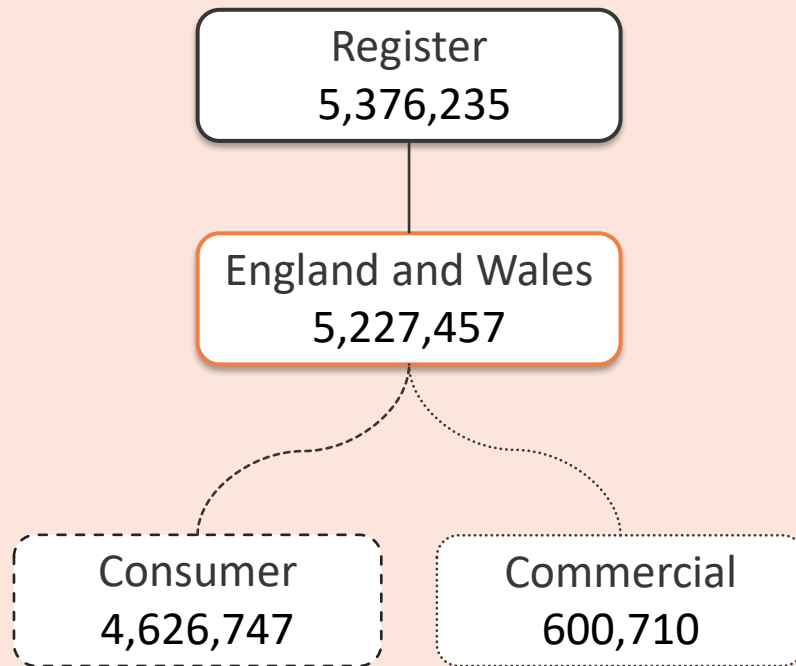 Register
5,376,235
England and Wales
5,227,457
Consumer
4,626,747
Commercial
600,710